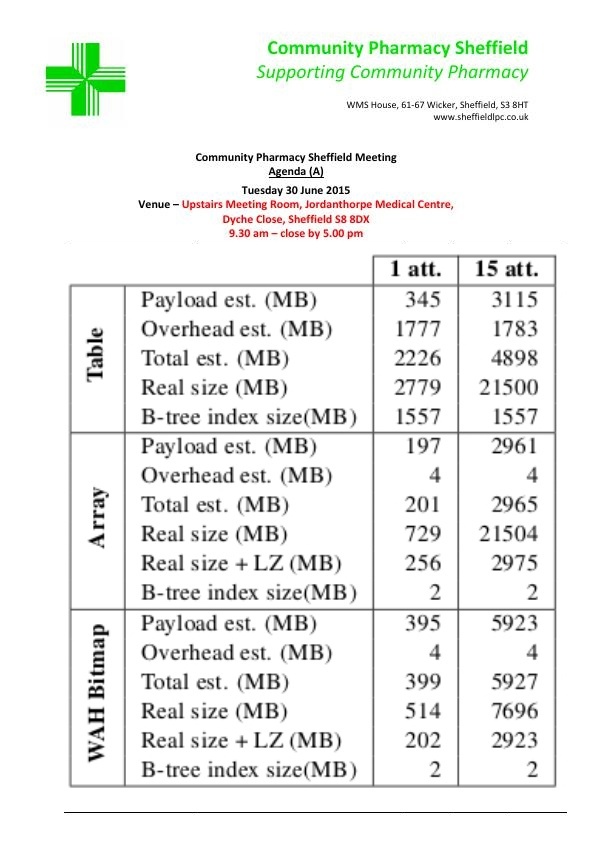 Community Pharmacy Sheffield
Supporting Community Pharmacy
WMS House, 61-67 Wicker, Sheffield, S3 8HT
www.sheffieldlpc.co.uk
Community Pharmacy Sheffield Meeting
Agenda (A)
Tuesday 30 June 2015
Venue – Upstairs Meeting Room, Jordanthorpe Medical Centre,
Dyche Close, Sheffield S8 8DX
9.30 am – close by 5.00 pm
1 att. 15 att.
Table
Payload est. (MB) 345 3115
Overhead est. (MB) 1777 1783
Total est. (MB) 2226 4898
Real size (MB) 2779 21500
B-tree index size(MB) 1557 1557
Array
Payload est. (MB) 197 2961
Overhead est. (MB) 4 4
Total est. (MB) 201 2965
Real size (MB) 729 21504
Real size + LZ (MB) 256 2975
B-tree index size(MB) 2 2
WAH Bitmap
Payload est. (MB) 395 5923
Overhead est. (MB) 4 4
Total est. (MB) 399 5927
Real size (MB) 514 7696
Real size + LZ (MB) 202 2923
B-tree index size(MB) 2 2